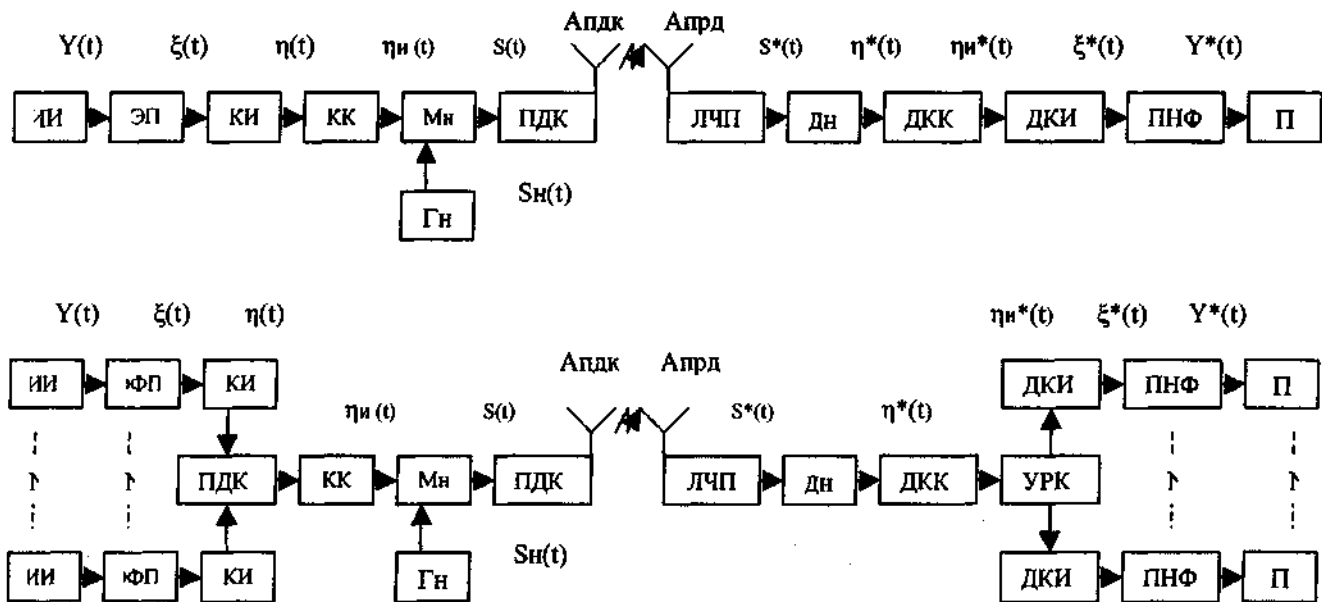 Апдк Апрд
Y(t) ξ(t) η(t) ηи (t) S(t) S*(t) η*(t) ηи*(t) ξ*(t) Y*(t)
ИИ ЭП КИ КК Мн ПДК ЛЧП Дн ДКК ДКИ ПНФ П
Sн(t)
Гн
Y(t) ξ(t) η(t) ηи*(t) ξ*(t) Y*(t)
ИИ КИ ДКИ ПНФ П
Апдк Апрд
ηи (t) S(t) S*(t) η*(t)
ПДК КК Мн ПДК ЛЧП Дн ДКК УРК
Sн(t)
ИИ КИ Гн ДКИ ПНФ П